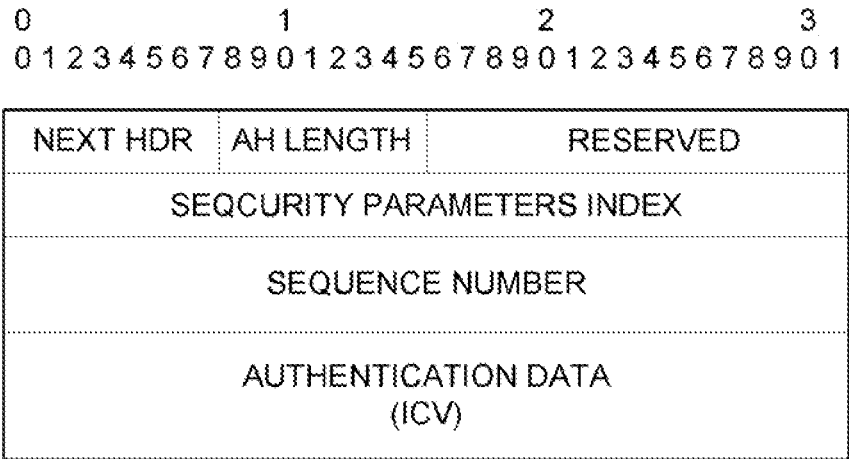 0 1 2 3
0 1 2 3 4 5 6 7 8 9 0 1 2 3 4 5 6 7 8 9 0 1 2 3 4 5 6 7 8 9 0 1
NEXT HDR AH LENGTH RESERVED
SEQCURITY PARAMETERS INDEX
SEQUENCE NUMBER
AUTHENTICATION DATA
(ICV)